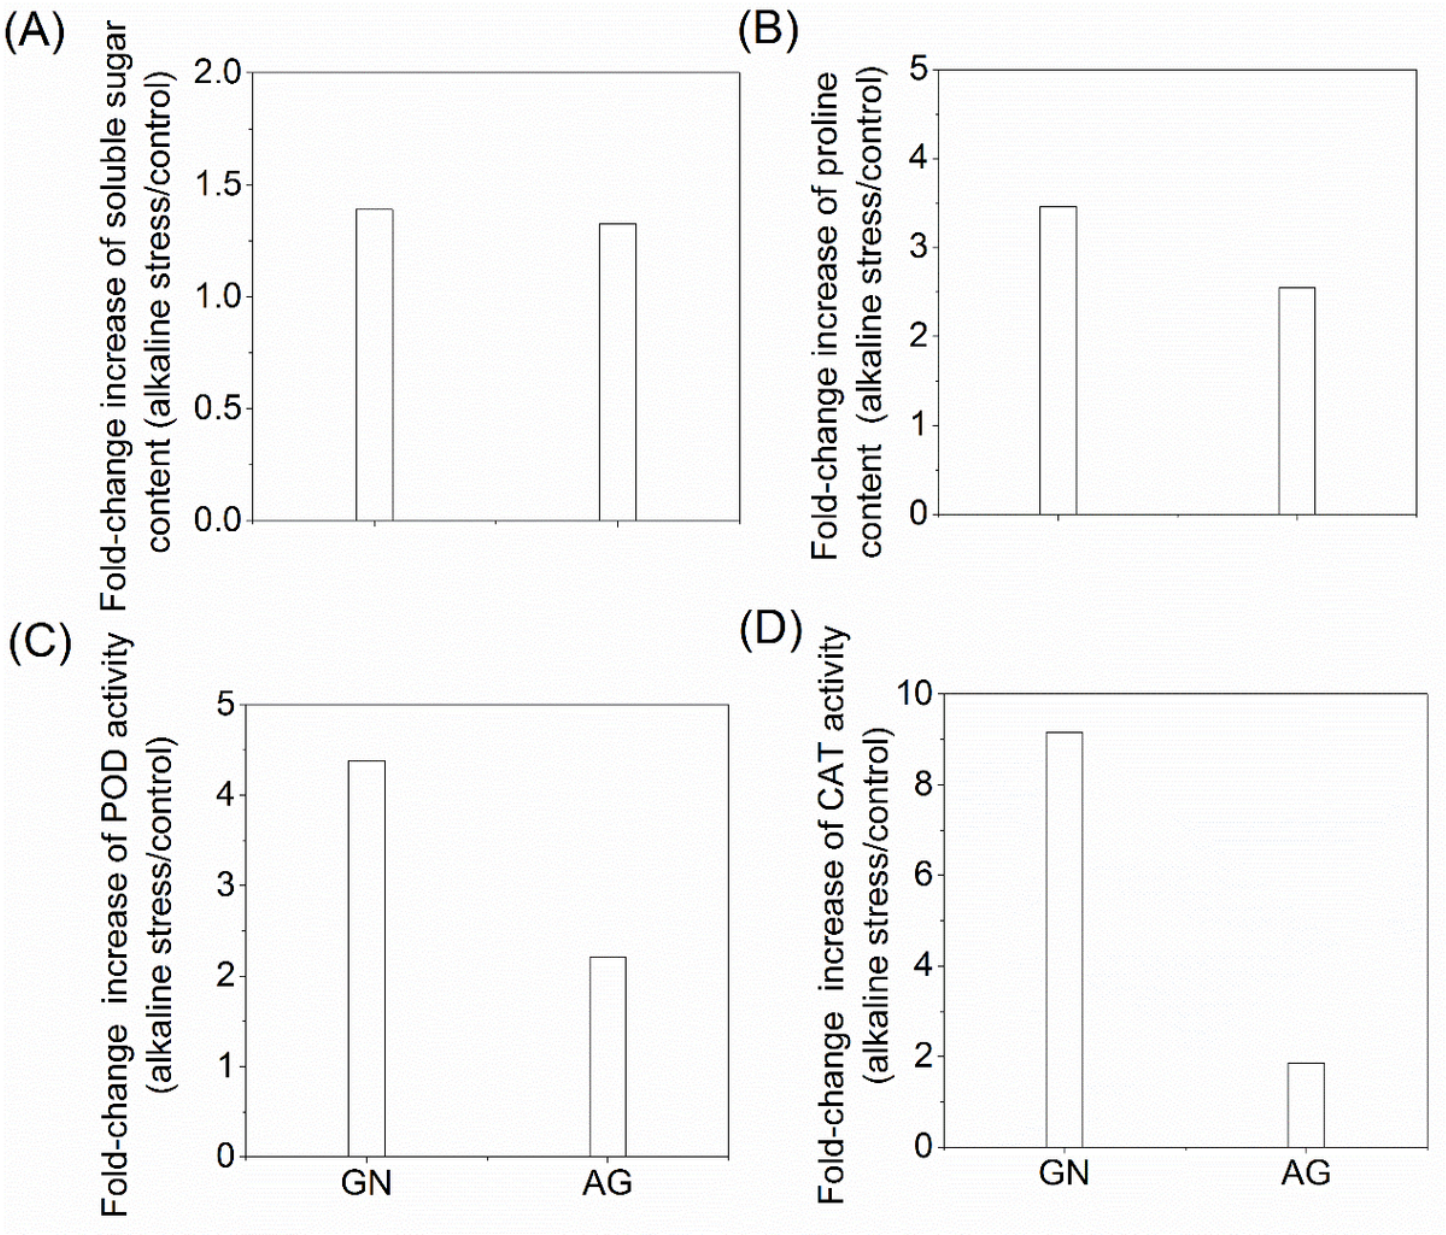 (A)
Fold-change increase of soluble sugar
content (alkaline stress/control)
2.0
1.5
1.0
0.5
0.0
(B)
Fold-change increase of proline
content (alkaline stress/control)
5
4
3
2
1
0
(C)
Fold-change increase of POD activity
(alkaline stress/control)
5
4
3
2
1
0
GN
AG
(D)
Fold-change increase of CAT activity
(alkaline stress/control)
10
8
6
4
2
0
GN
AG